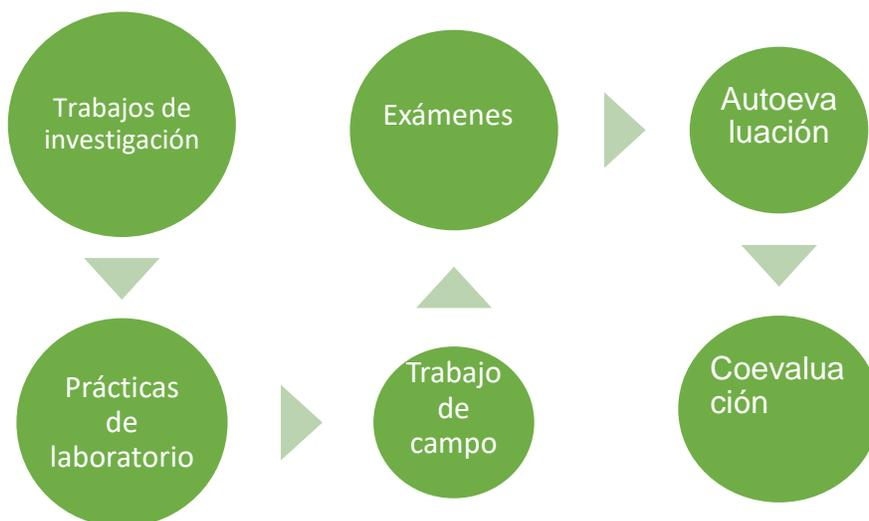 Trabajos de
investigación
Prácticas
de
laboratorio
Trabajo
de
campo
Exámenes
Autoeva
luación
Coevalua
ción